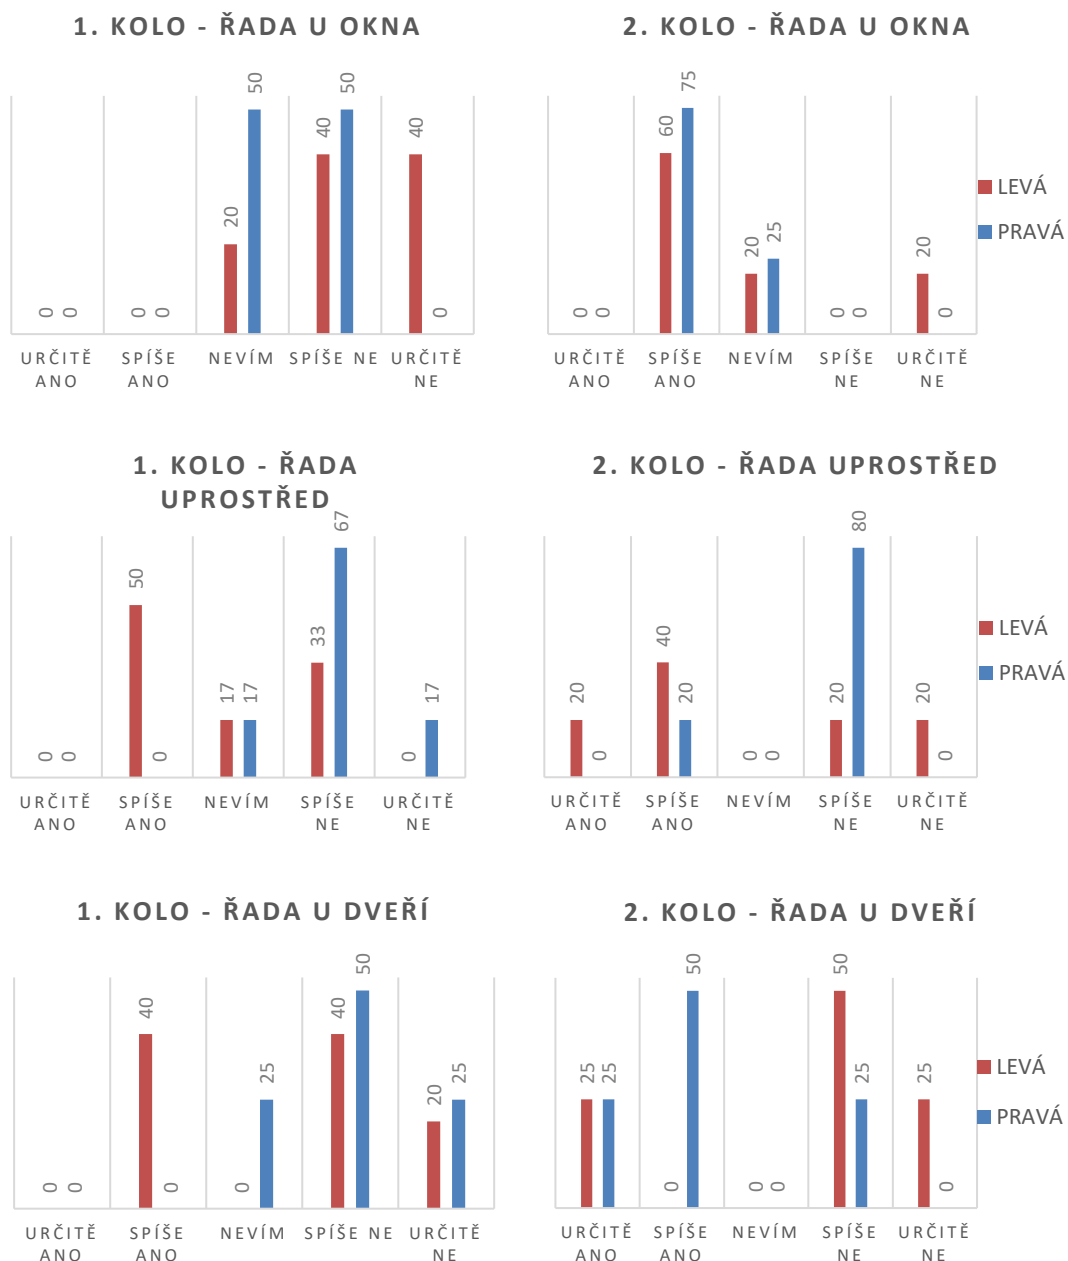 1. KOLO - ŘADA U OKNA
50
50
40
40
20
0 0
0 0
0
URČITĚ ANO
SPÍŠE ANO
NEVÍM
SPÍŠE NE
URČITĚ NE
2. KOLO - ŘADA U OKNA
75
60
25
20
20
0 0
0 0
0
URČITĚ ANO
SPÍŠE ANO
NEVÍM
SPÍŠE NE
URČITĚ NE
LEVÁ
PRAVÁ
1. KOLO - ŘADA
UPROSTŘED
67
50
33
17 17
17
0 0
0
0
URČITĚ ANO
SPÍŠE ANO
NEVÍM
SPÍŠE NE
URČITĚ NE
2. KOLO - ŘADA UPROSTŘED
80
40
20
20
20
20
0
0 0
0
URČITĚ ANO
SPÍŠE ANO
NEVÍM
SPÍŠE NE
URČITĚ NE
LEVÁ
PRAVÁ
1. KOLO - ŘADA U DVEŘÍ
50
40
40
25
20
25
0 0
0
0
URČITĚ ANO
SPÍŠE ANO
NEVÍM
SPÍŠE NE
URČITĚ NE
2. KOLO - ŘADA U DVEŘÍ
50
50
25 25
25
25
0
0 0
0
URČITĚ ANO
SPÍŠE ANO
NEVÍM
SPÍŠE NE
URČITĚ NE
LEVÁ
PRAVÁ